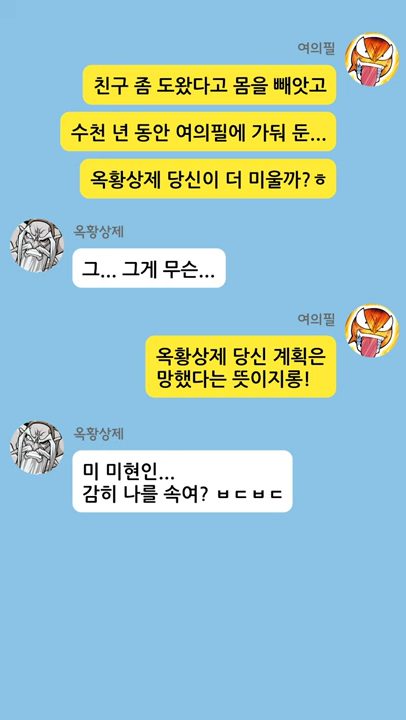 여의필
친구 좀 도왔다고 몸을 빼앗고
수천 년 동안 여의필에 가둬 둔...
옥황상제 당신이 더 미울까?ㅎ
옥황상제
그... 그게 무슨...
여의필
옥황상제 당신 계획은
망했다는 뜻이지롱!
옥황상제
미 미현인...
감히 나를 속여? ㅂㄷㅂㄷ